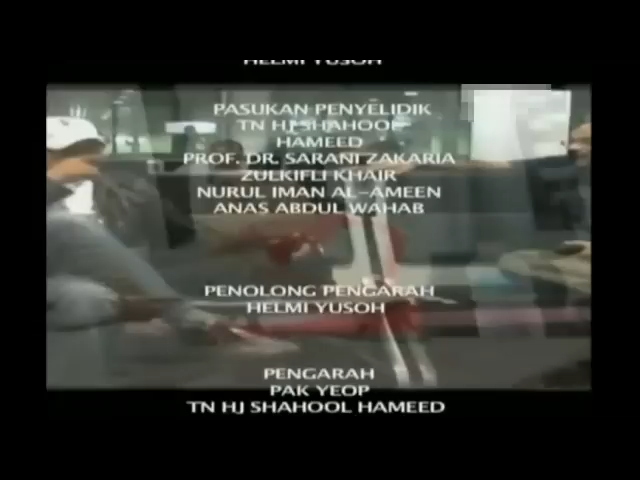 HELMI YUSOH
PASUKAN PENYELIDIK
TN HJ SHAHOOL
HAMEED
PROF. DR. SARANI ZAKARIA
ZULKIFLI KHAIR
NURUL IMAN AL-AMEEN
ANAS ABDUL WAHAB
PENOLONG PENGARAH
HELMI YUSOH
PENGARAH
PAK YEOP
TN HJ SHAHOOL HAMEED